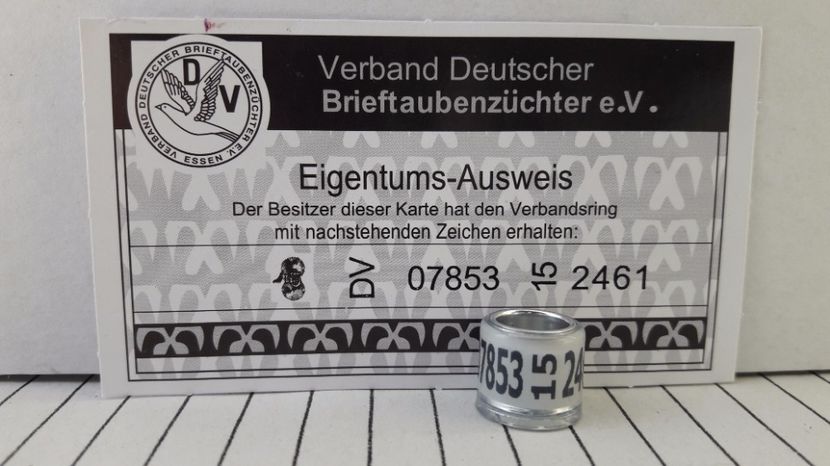 VERBAND DEUTSCHER BRIEFTAUBENZÜCHTER E.V. ESSEN
D V
Verband Deutscher
Brieftaubenzüchter e.V.
Eigentums-Ausweis
Der Besitzer dieser Karte hat den Verbandsring
mit nachstehenden Zeichen erhalten:
DV 07853 15 2461
7853 15 24